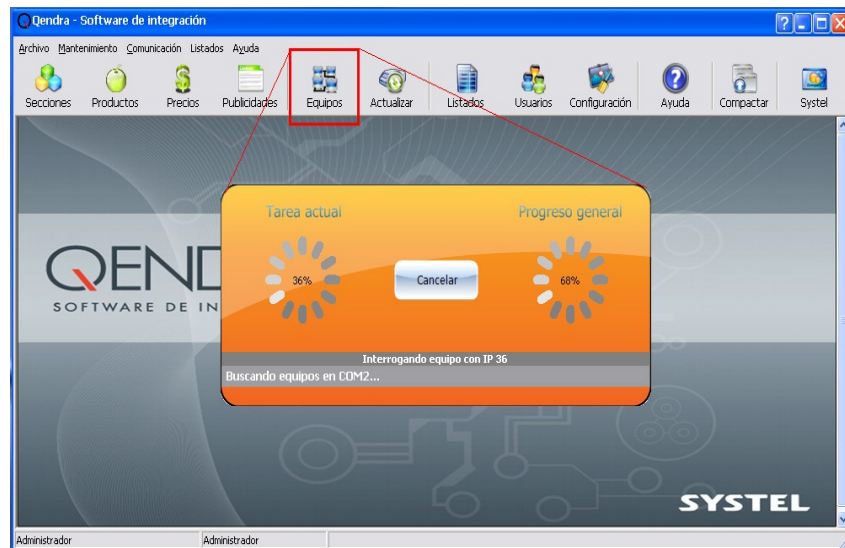 Qendra - Software de integración
Archivo Mantenimiento Comunicación Listados Ayuda
Secciones Productos Precios Publicidades Equipos Actualizar Listados Usuarios Configuración Ayuda Compactar Systel
Tarea actual Progreso general
36% Cancelar 68%
QEND
SOFTWARE DE IN
Interrogando equipo con IP 36
Buscando equipos en COM2...
SYSTEL
Administrador Administrador